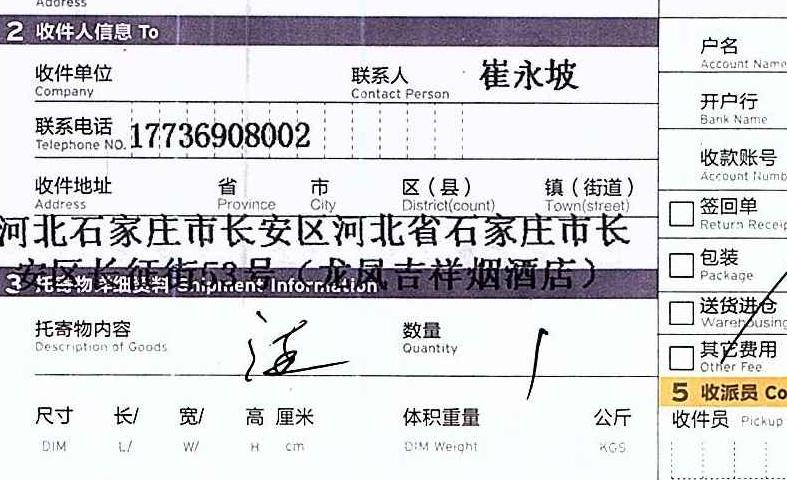 Address
2 收件人信息 To
收件单位 联系人 崔永坡
Company Contact Person
联系电话 17736908002
Telephone NO.
收件地址 省 市 区（县） 镇（街道）
Address Province City District(count) Town(street)
河北石家庄市长安区河北省石家庄市长
安区长征街53号（龙凤吉祥烟酒店）
3 托寄物详细资料 Shipment Information
托寄物内容 数量 1
Description of Goods Quantity
尺寸 长/ 宽/ 高 厘米 体积重量 公斤
DIM L/ W/ H cm DIM Weight KGS
户名
Account Name
开户行
Bank Name
收款账号
Account Numb
签回单
Return Receip
包装
Package
送货进仓
Warehousing
其它费用
Other Fee
5 收派员 Co
收件员 Pickup